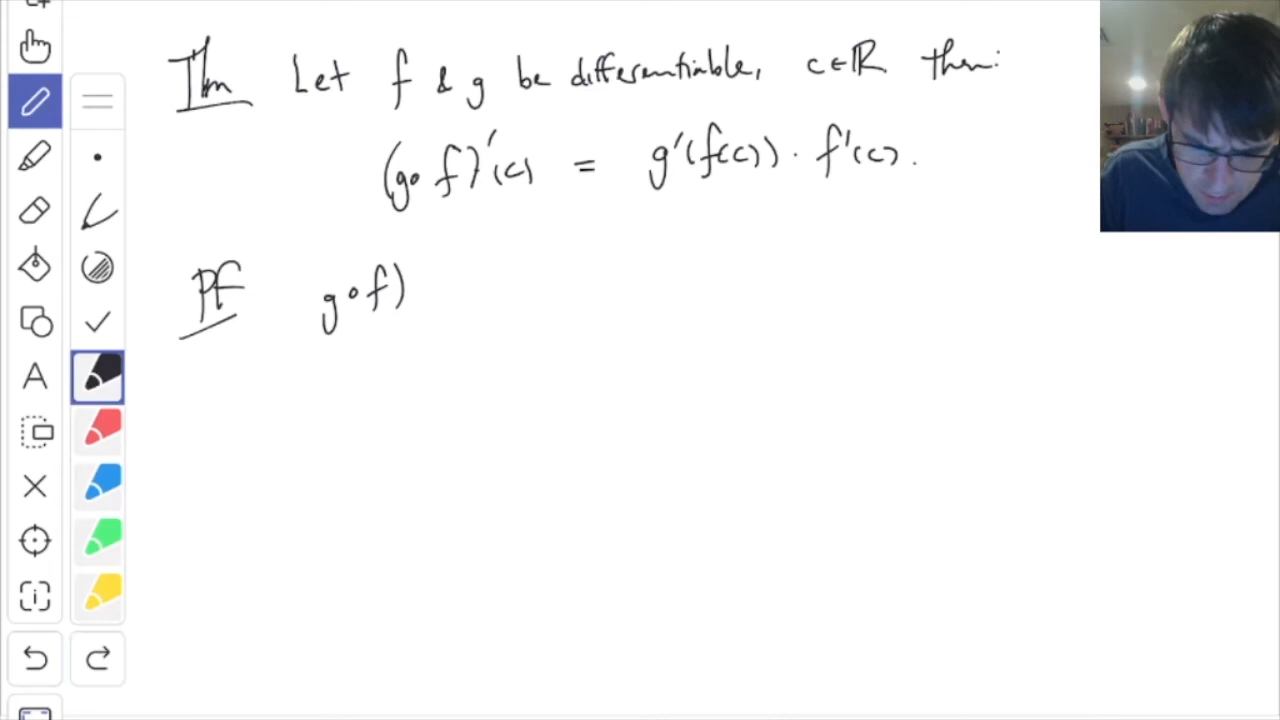 Thm Let f & g be differentiable, c∈ℝ. then:
(g∘f)'(c) = g'(f(c)) · f'(c).
Pf g∘f)